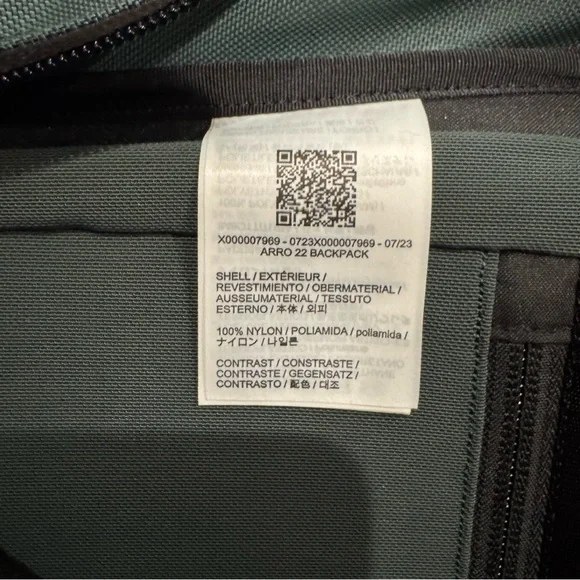 X000007969 - 0723X000007969 - 07/23
ARRO 22 BACKPACK
SHELL / EXTÉRIEUR /
REVESTIMIENTO / OBERMATERIAL /
AUSSEUMATERIAL / TESSUTO
ESTERNO / 本体 / 외피
100% NYLON / POLIAMIDA / poliamida /
ナイロン / 나일론
CONTRAST / CONSTRASTE /
CONTRASTE / GEGENSATZ /
CONTRASTO / 配色 / 대조